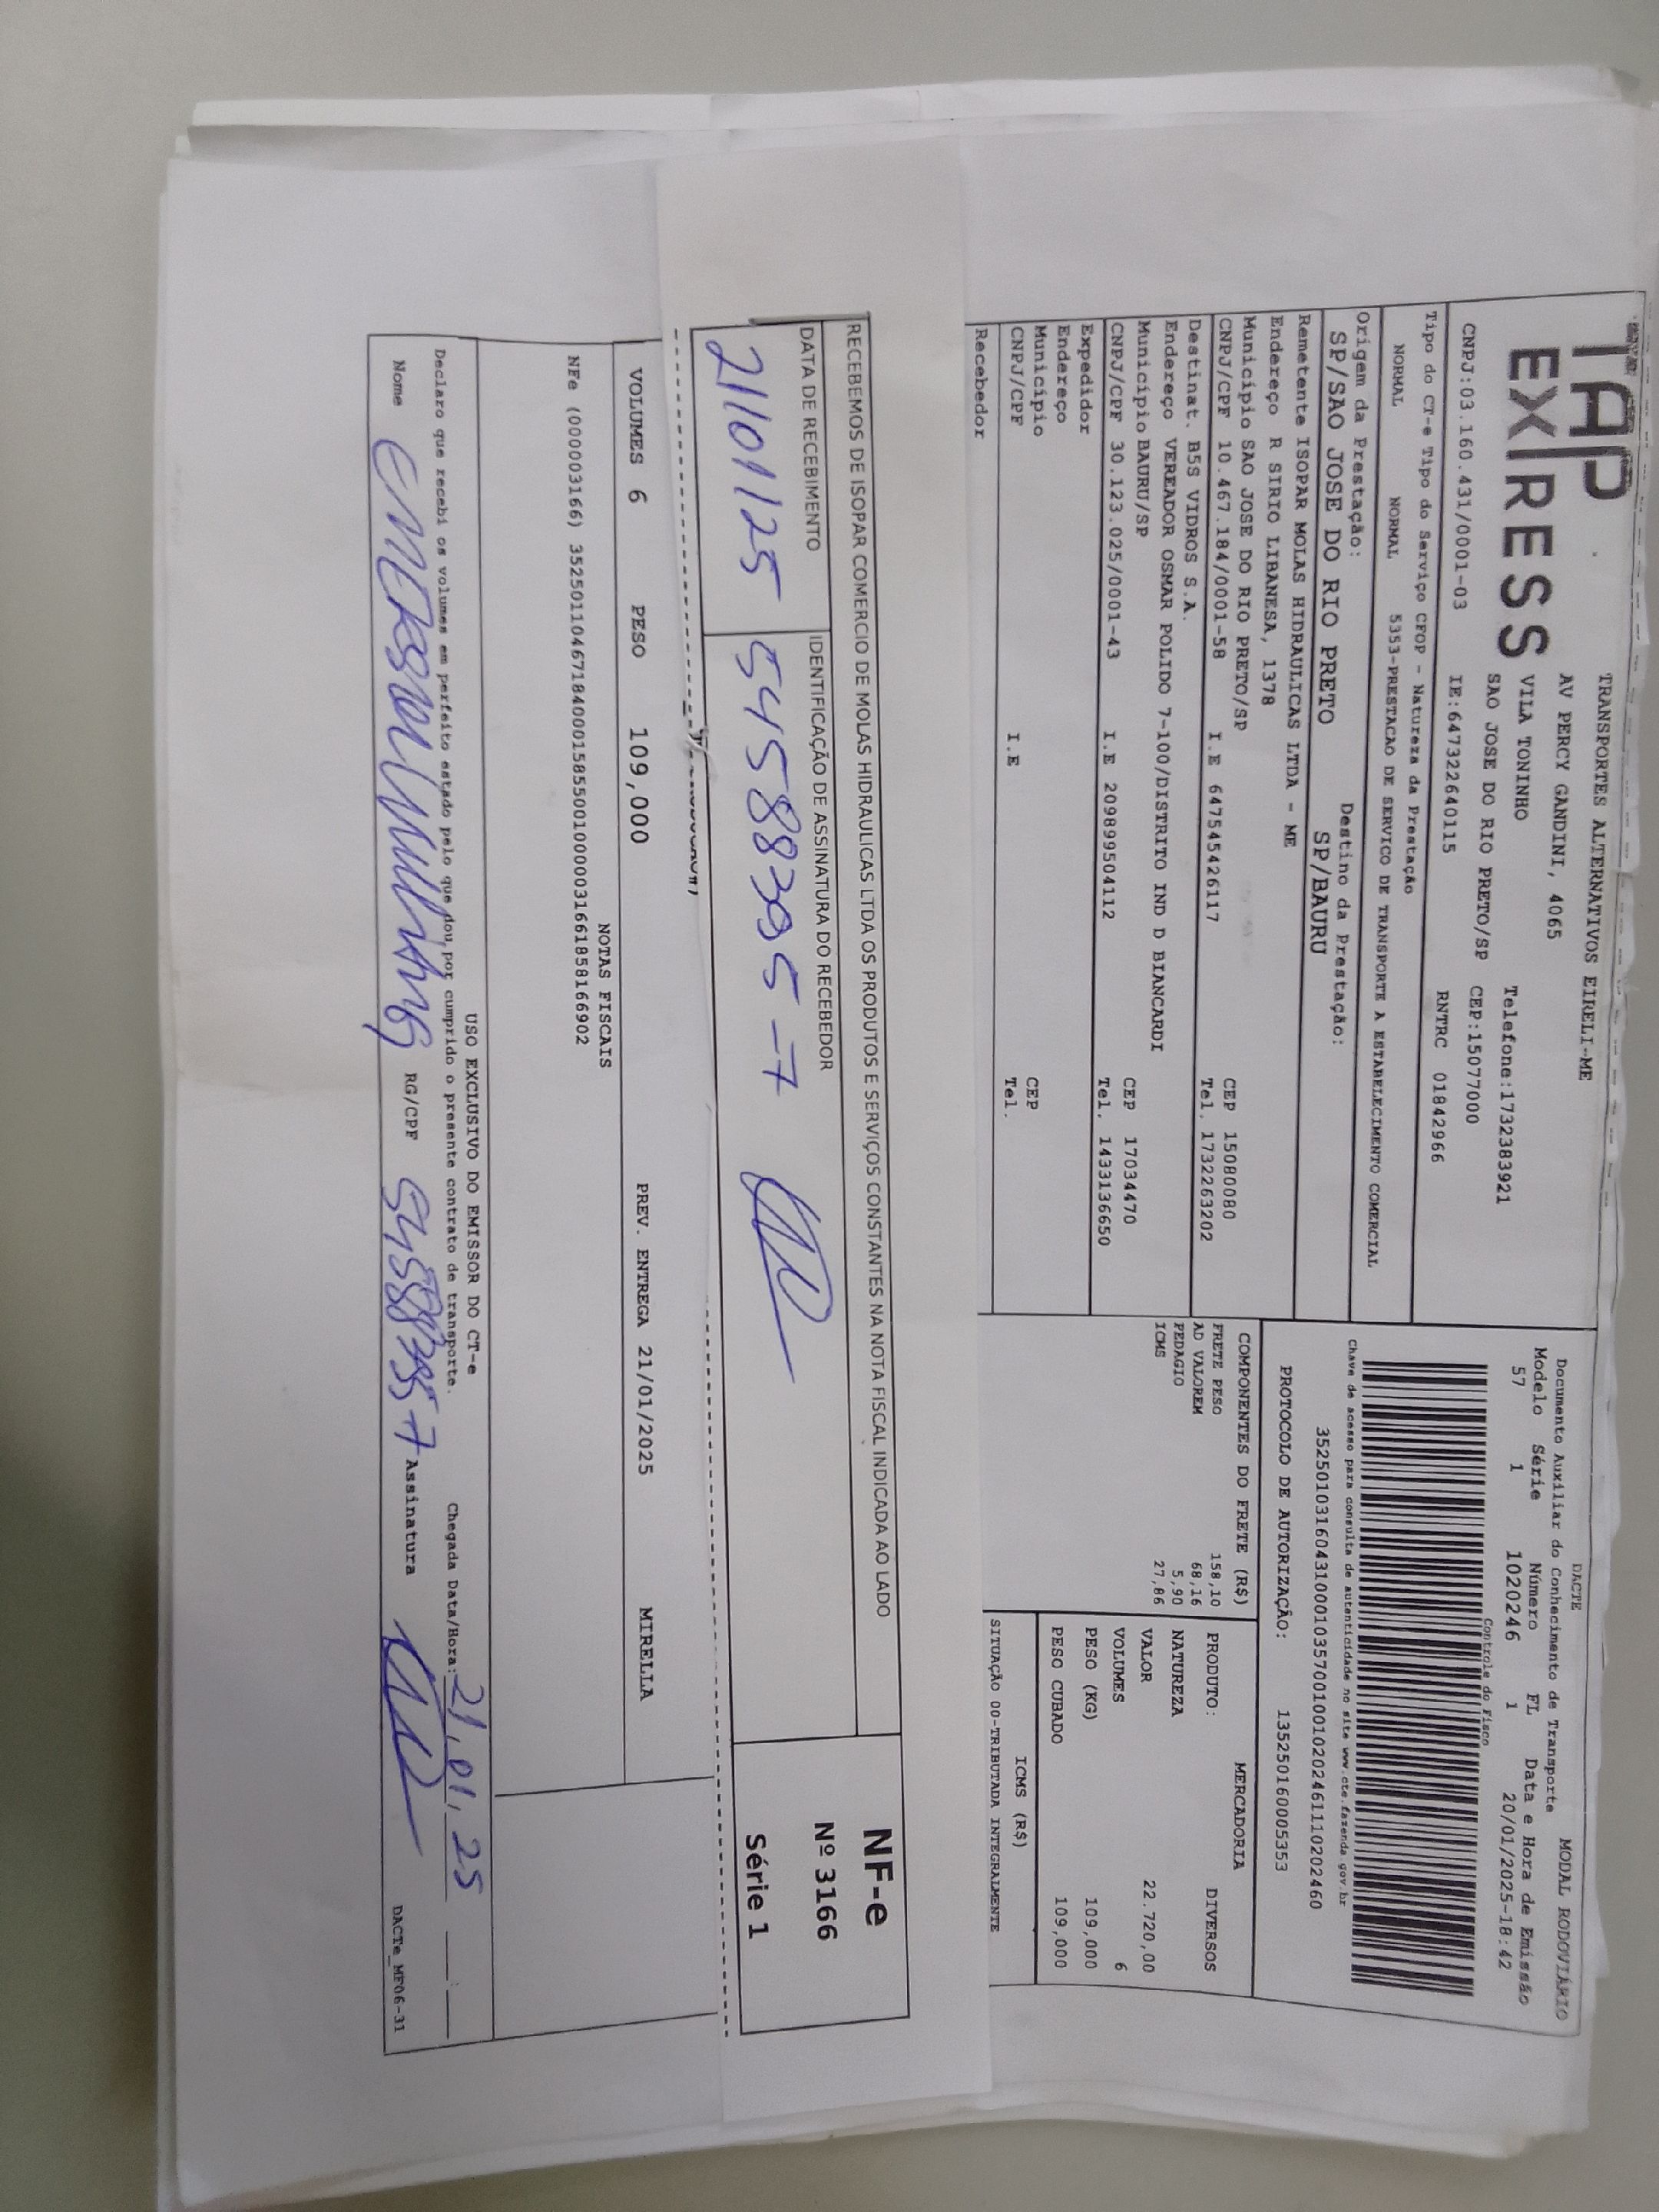 TAP
EXPRESS
TRANSPORTES ALTERNATIVOS EIRELI-ME
AV PERCY GANDINI, 4065
VILA TONINHO Telefone:1732383921
SAO JOSE DO RIO PRETO/SP CEP:15077000
CNPJ:03.160.431/0001-03 IE:647322640115 RNTRC 01842966
Tipo do CT-e Tipo do Serviço CFOP - Natureza da Prestação
NORMAL NORMAL 5353-PRESTACAO DE SERVICO DE TRANSPORTE A ESTABELECIMENTO COMERCIAL
Origem da Prestação: Destino da Prestação:
SP/SAO JOSE DO RIO PRETO SP/BAURU
Remetente ISOPAR MOLAS HIDRAULICAS LTDA - ME
Endereço R SIRIO LIBANESA, 1378
Município SAO JOSE DO RIO PRETO/SP CEP 15080080
CNPJ/CPF 10.467.184/0001-58 I.E 647545426117 Tel. 1732263202
Destinat. B5S VIDROS S.A.
Endereço VEREADOR OSMAR POLIDO 7-100/DISTRITO IND D BIANCARDI
Município BAURU/SP CEP 17034470
CNPJ/CPF 30.123.025/0001-43 I.E 209899504112 Tel. 1433136650
Expedidor
Endereço
Município CEP
CNPJ/CPF I.E Tel.
Recebedor
DACTE MODAL RODOVIÁRIO
Documento Auxiliar do Conhecimento de Transporte
Modelo Série Número FL Data e Hora de Emissão
57 1 1020246 1 20/01/2025-18:42
Controle do Fisco
Chave de acesso para consulta de autenticidade no site www.cte.fazenda.gov.br
35250103160431000103570010010202461110202460
PROTOCOLO DE AUTORIZAÇÃO: 135250160005353
COMPONENTES DO FRETE (R$)
FRETE PESO 158,10
AD VALOREM 68,16
PEDAGIO 5,90
ICMS 27,86
MERCADORIA
PRODUTO: DIVERSOS
NATUREZA
VALOR 22.720,00
VOLUMES 6
PESO (KG) 109,000
PESO CUBADO 109,000
ICMS (R$)
SITUAÇÃO 00-TRIBUTADA INTEGRALMENTE
RECEBEMOS DE ISOPAR COMERCIO DE MOLAS HIDRAULICAS LTDA OS PRODUTOS E SERVIÇOS CONSTANTES NA NOTA FISCAL INDICADA AO LADO
DATA DE RECEBIMENTO IDENTIFICAÇÃO DE ASSINATURA DO RECEBEDOR
21/01/25 54588395-7
NF-e
Nº 3166
Série 1
VOLUMES 6 PESO 109,000 PREV. ENTREGA 21/01/2025 MIRELLA
NOTAS FISCAIS
NFe (000003166) 35250110467184000158550010000031661858166902
USO EXCLUSIVO DO EMISSOR DO CT-e
Declaro que recebi os volumes em perfeito estado pelo que dou por cumprido o presente contrato de transporte. Chegada Data/Hora: 21,01,25
Nome RG/CPF 54588395 7 Assinatura
DACTe_MF06-31